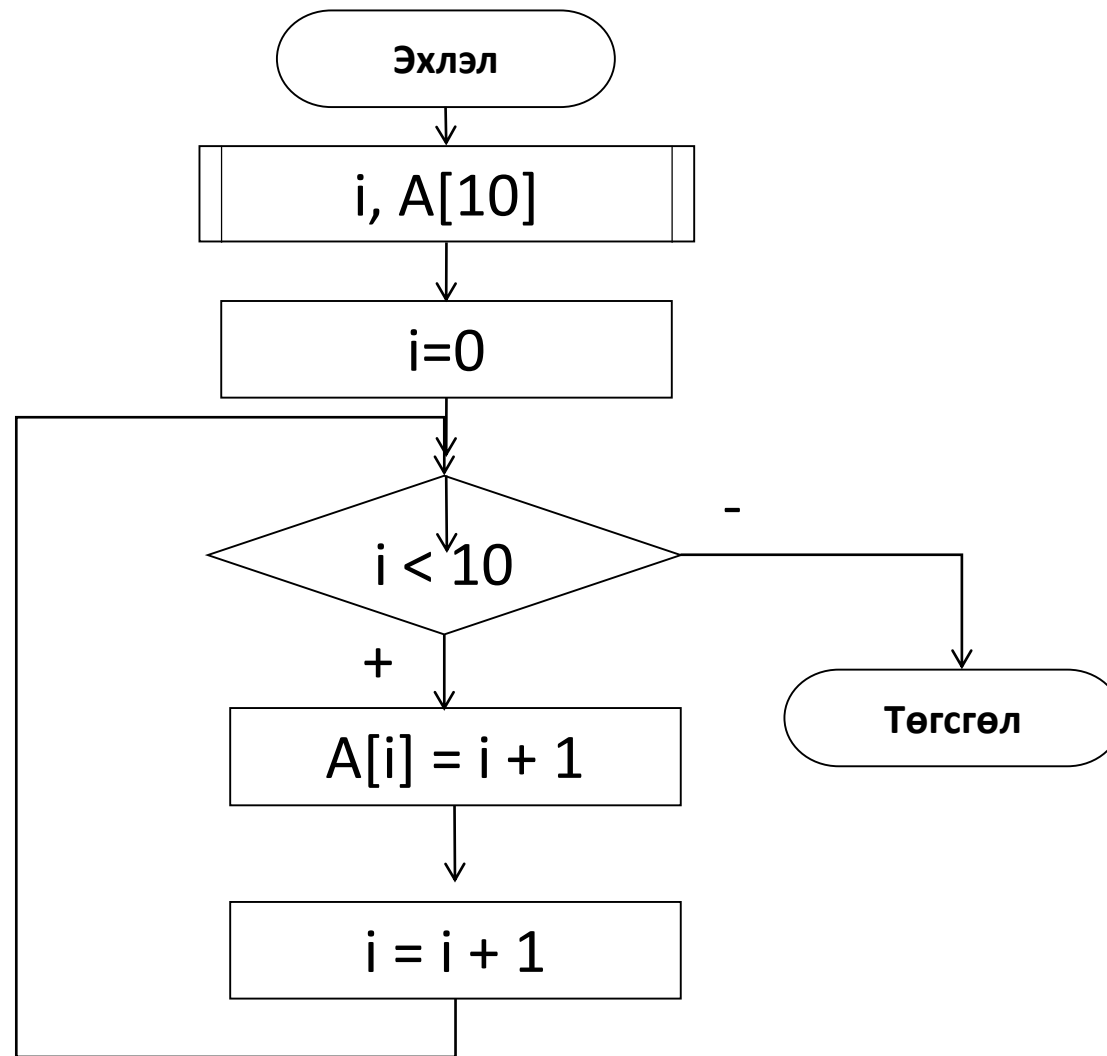 Эхлэл
i, A[10]
i=0
i < 10
-
+
A[i] = i + 1
Төгсгөл
i = i + 1